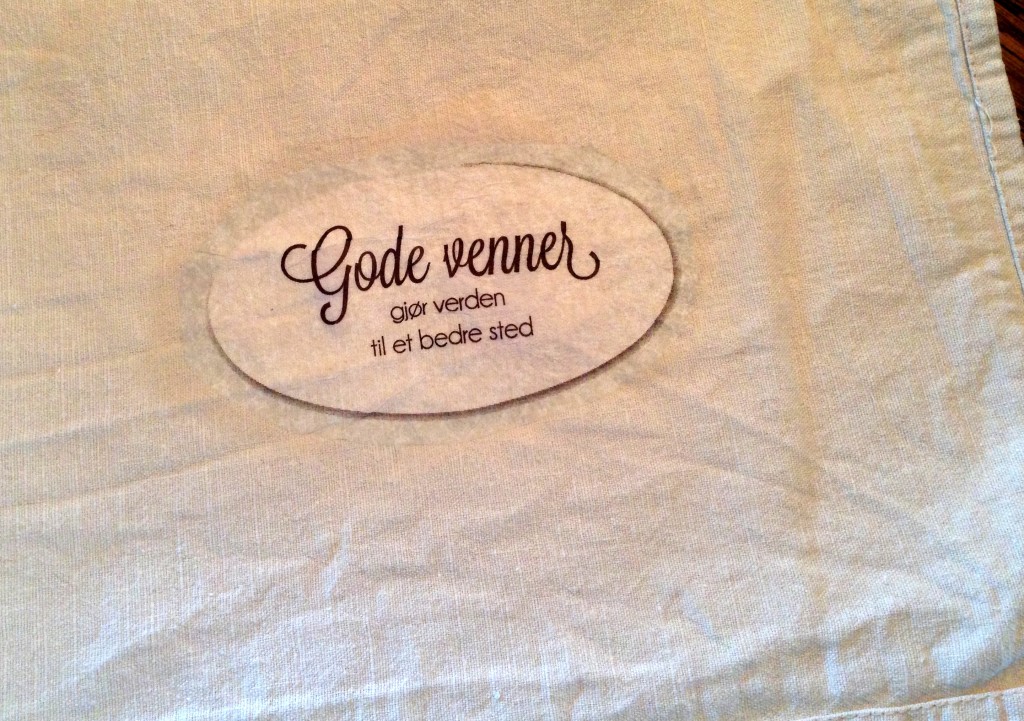 Gode venner
gjør verden
til et bedre sted